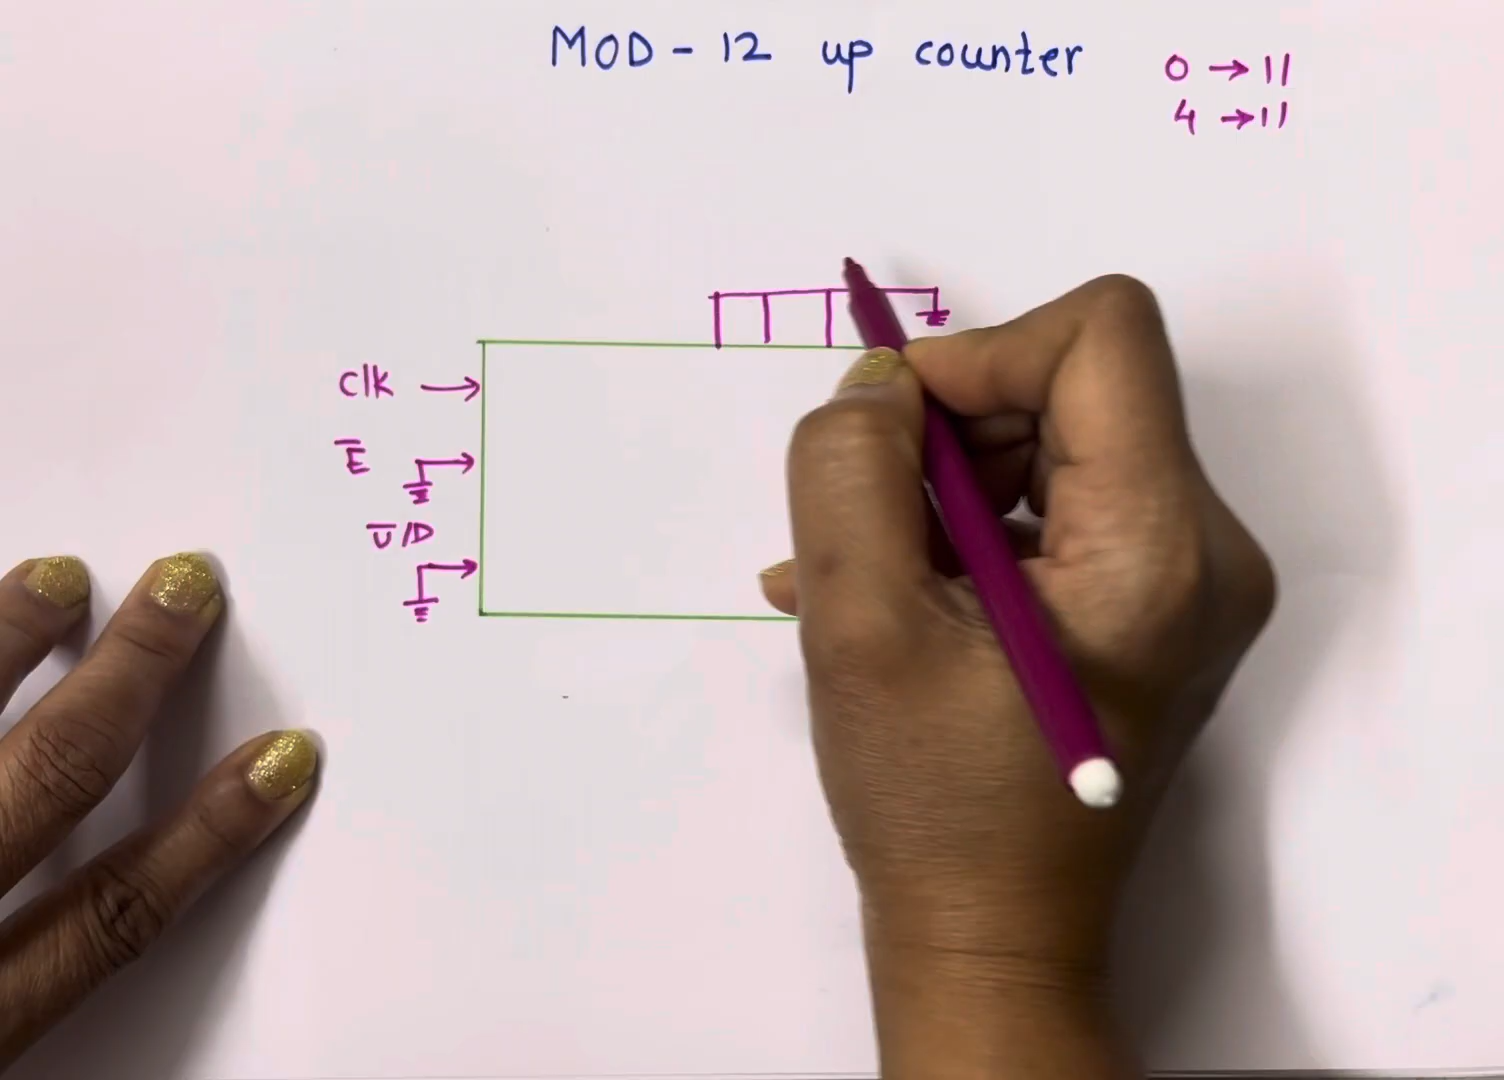 MOD - 12 up counter
0 → 11
4 → 11
Clk
E̅
U̅/D